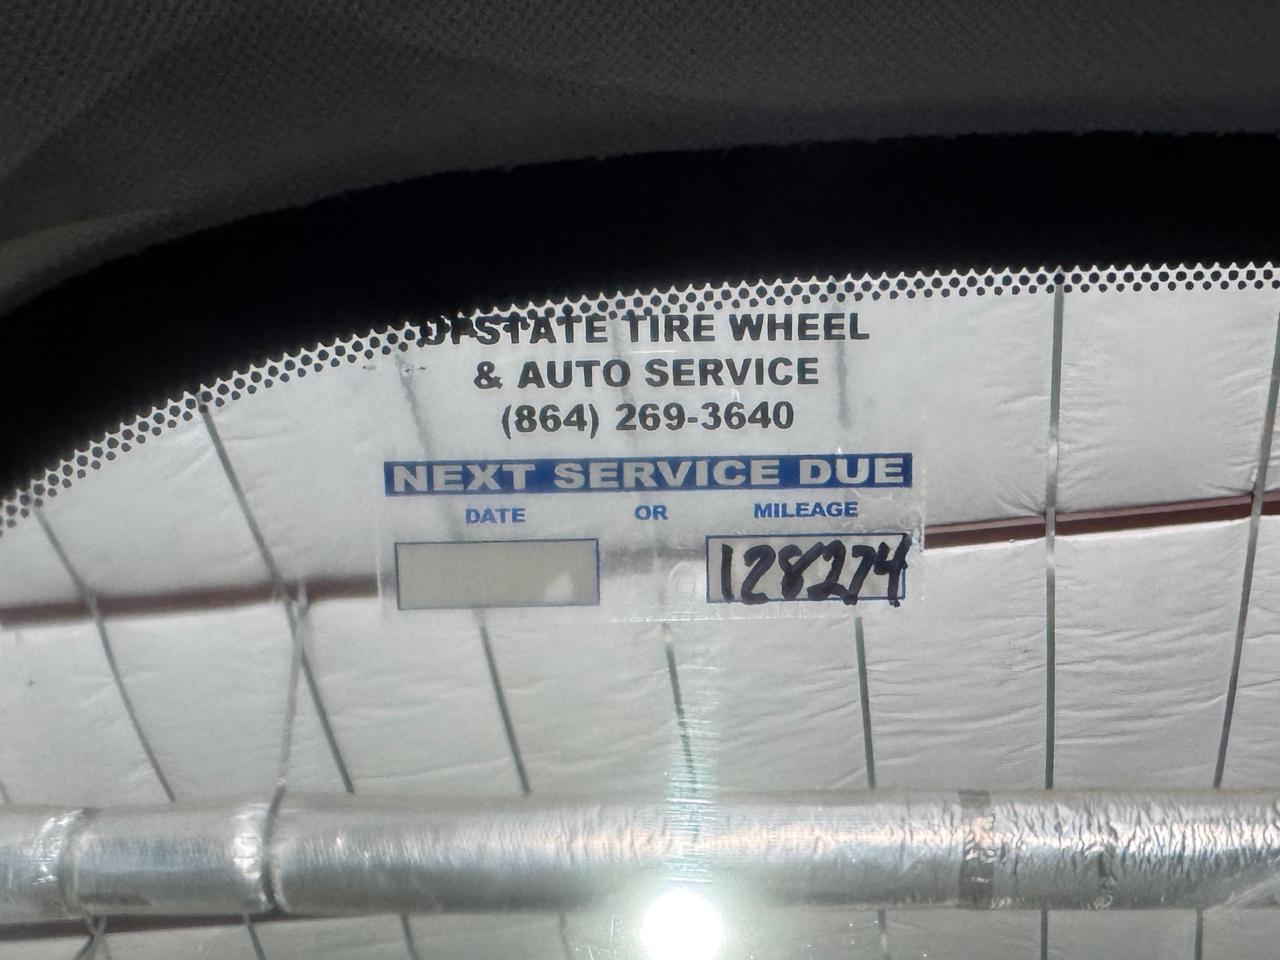 UPSTATE TIRE WHEEL
& AUTO SERVICE
(864) 269-3640
NEXT SERVICE DUE
DATE OR MILEAGE
128274